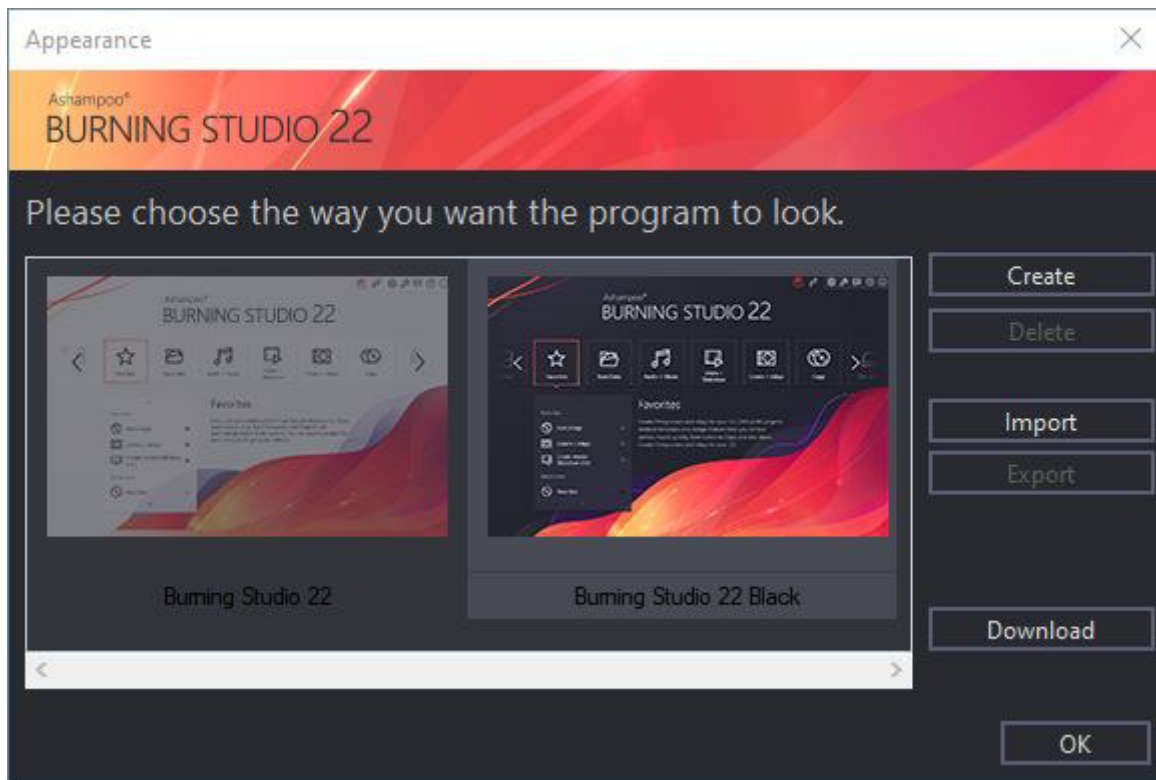 Appearance
Ashampoo®
BURNING STUDIO 22
Please choose the way you want the program to look.
Ashampoo®
BURNING STUDIO 22
Favorites
Burning Studio 22
Ashampoo®
BURNING STUDIO 22
Favorites
Burning Studio 22 Black
Create
Delete
Import
Export
Download
OK